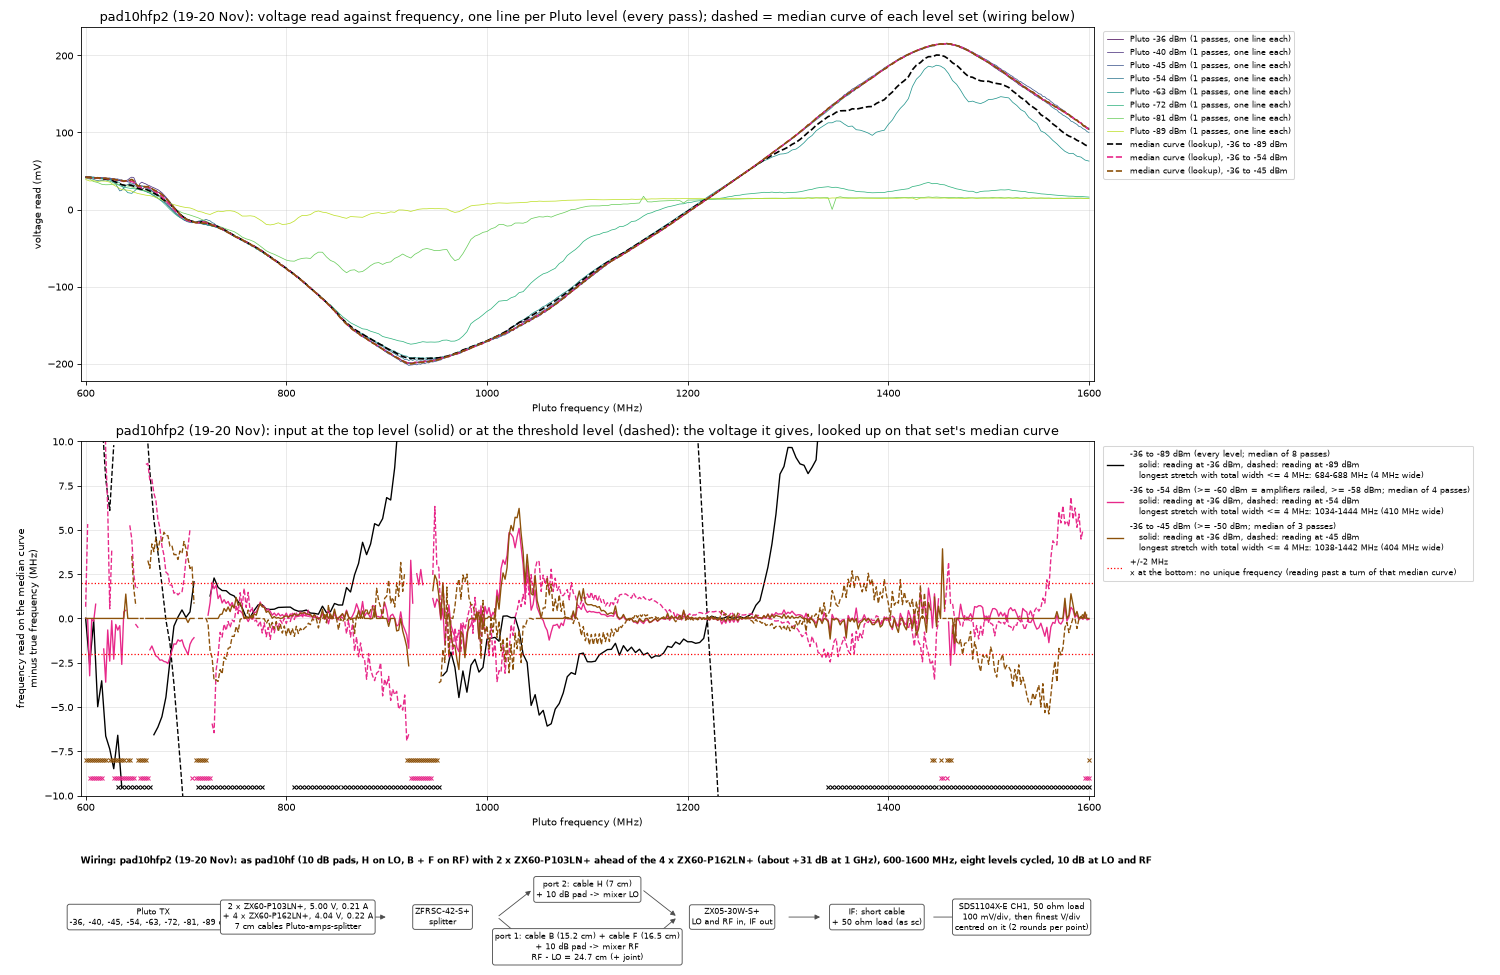 pad10hfp2 (19-20 Nov): voltage read against frequency, one line per Pluto level (every pass); dashed = median curve of each level set (wiring below)
200
100
0
−100
−200
voltage read (mV)
600
800
1000
1200
1400
1600
Pluto frequency (MHz)
Pluto -36 dBm (1 passes, one line each)
Pluto -40 dBm (1 passes, one line each)
Pluto -45 dBm (1 passes, one line each)
Pluto -54 dBm (1 passes, one line each)
Pluto -63 dBm (1 passes, one line each)
Pluto -72 dBm (1 passes, one line each)
Pluto -81 dBm (1 passes, one line each)
Pluto -89 dBm (1 passes, one line each)
median curve (lookup), -36 to -89 dBm
median curve (lookup), -36 to -54 dBm
median curve (lookup), -36 to -45 dBm
pad10hfp2 (19-20 Nov): input at the top level (solid) or at the threshold level (dashed): the voltage it gives, looked up on that set's median curve
10.0
7.5
5.0
2.5
0.0
−2.5
−5.0
−7.5
−10.0
frequency read on the median curve
minus true frequency (MHz)
600
800
1000
1200
1400
1600
Pluto frequency (MHz)
-36 to -89 dBm (every level; median of 8 passes)
solid: reading at -36 dBm, dashed: reading at -89 dBm
longest stretch with total width <= 4 MHz: 684-688 MHz (4 MHz wide)
-36 to -54 dBm (>= -60 dBm = amplifiers railed, >= -58 dBm; median of 4 passes)
solid: reading at -36 dBm, dashed: reading at -54 dBm
longest stretch with total width <= 4 MHz: 1034-1444 MHz (410 MHz wide)
-36 to -45 dBm (>= -50 dBm; median of 3 passes)
solid: reading at -36 dBm, dashed: reading at -45 dBm
longest stretch with total width <= 4 MHz: 1038-1442 MHz (404 MHz wide)
+/-2 MHz
x at the bottom: no unique frequency (reading past a turn of that median curve)
Wiring: pad10hfp2 (19-20 Nov): as pad10hf (10 dB pads, H on LO, B + F on RF) with 2 x ZX60-P103LN+ ahead of the 4 x ZX60-P162LN+ (about +31 dB at 1 GHz), 600-1600 MHz, eight levels cycled, 10 dB at LO and RF
Pluto TX
-36, -40, -45, -54, -63, -72, -81, -89
2 x ZX60-P103LN+, 5.00 V, 0.21 A
+ 4 x ZX60-P162LN+, 4.04 V, 0.22 A
7 cm cables Pluto-amps-splitter
ZFRSC-42-S+
splitter
port 2: cable H (7 cm)
+ 10 dB pad -> mixer LO
port 1: cable B (15.2 cm) + cable F (16.5 cm)
+ 10 dB pad -> mixer RF
RF - LO = 24.7 cm (+ joint)
ZX05-30W-S+
LO and RF in, IF out
IF: short cable
+ 50 ohm load (as sc)
SDS1104X-E CH1, 50 ohm load
100 mV/div, then finest V/div
centred on it (2 rounds per point)